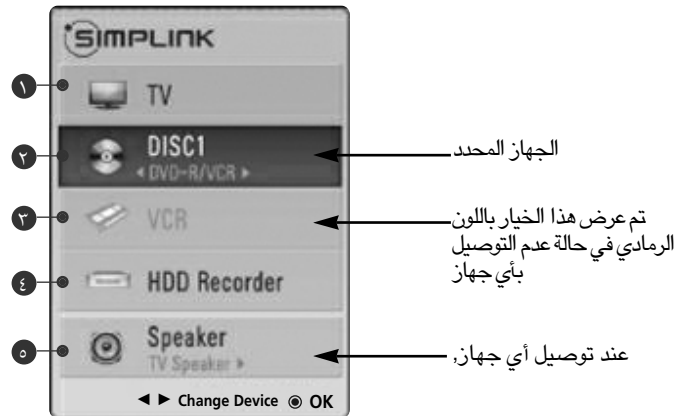 SIMPLINK
١ TV
٢ DISC1
◄ DVD-R/VCR ►
الجهاز المحدد
٣ VCR
تم عرض هذا الخيار باللون
الرمادي في حالة عدم التوصيل
بأي جهاز
٤ HDD Recorder
٥ Speaker
TV Speaker ►
عند توصيل أي جهاز,
◄ ► Change Device ◉ OK